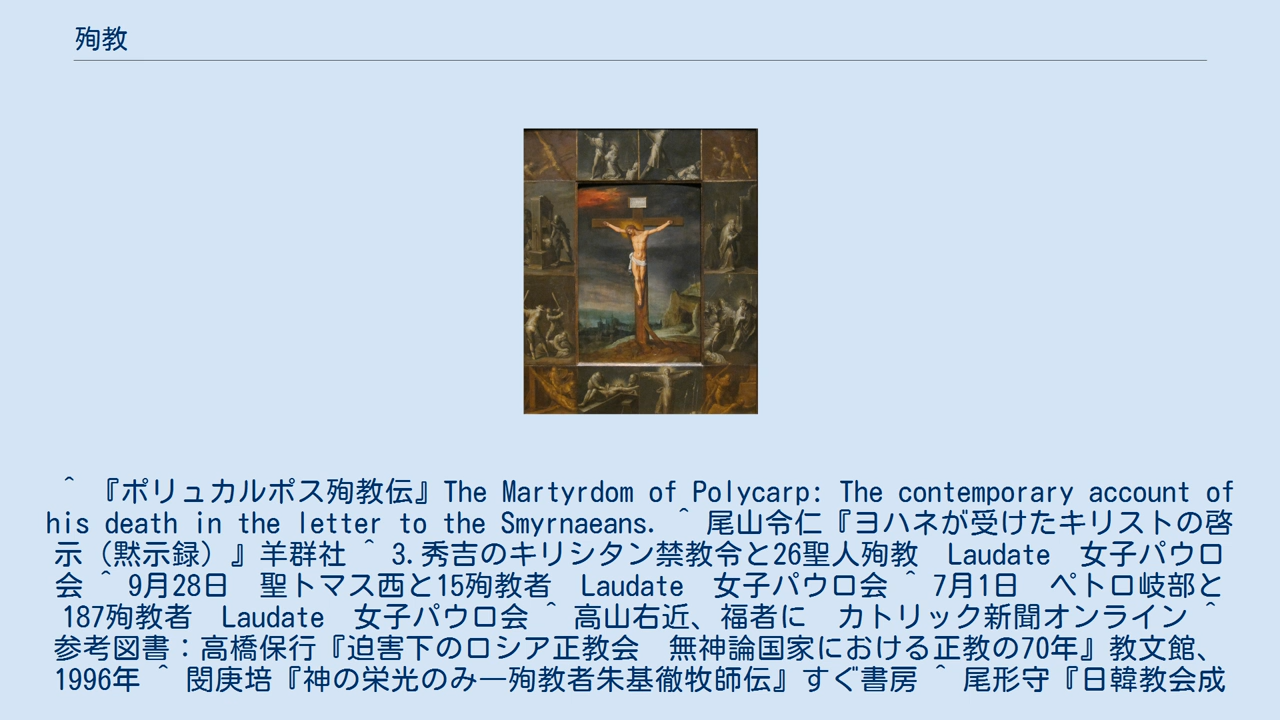 殉教
^ 『ポリュカルポス殉教伝』The Martyrdom of Polycarp: The contemporary account of
his death in the letter to the Smyrnaeans. ^ 尾山令仁『ヨハネが受けたキリストの啓
示（黙示録）』羊群社 ^ 3.秀吉のキリシタン禁教令と26聖人殉教　Laudate　女子パウロ
会 ^ 9月28日　聖トマス西と15殉教者　Laudate　女子パウロ会 ^ 7月1日　ペトロ岐部と
187殉教者　Laudate　女子パウロ会 ^ 高山右近、福者に　カトリック新聞オンライン ^
参考図書：高橋保行『迫害下のロシア正教会　無神論国家における正教の70年』教文館、
1996年 ^ 閔庚培『神の栄光のみ―殉教者朱基徹牧師伝』すぐ書房 ^ 尾形守『日韓教会成